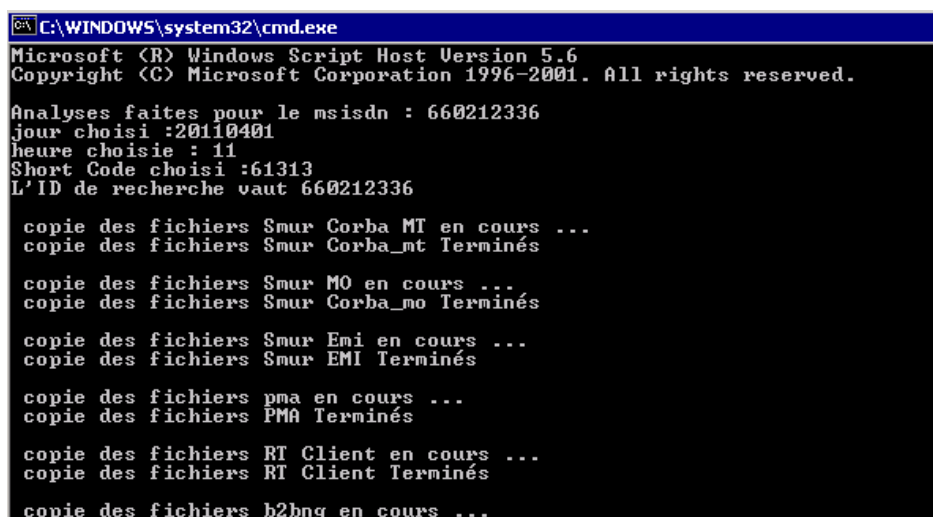 C:\WINDOWS\system32\cmd.exe
Microsoft (R) Windows Script Host Version 5.6
Copyright (C) Microsoft Corporation 1996-2001. All rights reserved.
Analyses faites pour le msisdn : 660212336
jour choisi :20110401
heure choisie : 11
Short Code choisi :61313
L'ID de recherche vaut 660212336
copie des fichiers Smur Corba MT en cours ...
copie des fichiers Smur Corba_mt Terminés
copie des fichiers Smur MO en cours ...
copie des fichiers Smur Corba_mo Terminés
copie des fichiers Smur Emi en cours ...
copie des fichiers Smur EMI Terminés
copie des fichiers pma en cours ...
copie des fichiers PMA Terminés
copie des fichiers RT Client en cours ...
copie des fichiers RT Client Terminés
copie des fichiers b2bng en cours ...